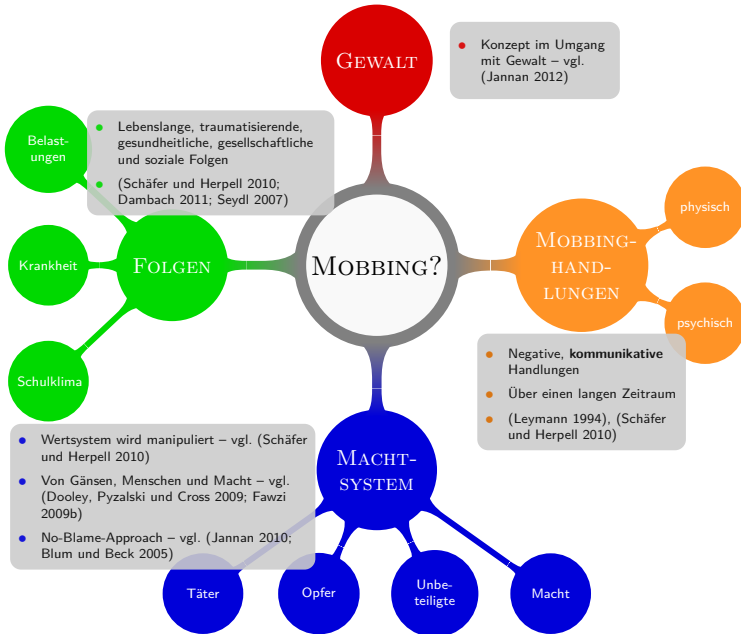 GEWALT
Konzept im Umgang
mit Gewalt – vgl.
(Jannan 2012)
Belast-
ungen
Lebenslange, traumatisierende,
gesundheitliche, gesellschaftliche
und soziale Folgen
(Schäfer und Herpell 2010;
Dambach 2011; Seydl 2007)
physisch
Krankheit
FOLGEN
MOBBING?
MOBBING-
HAND-
LUNGEN
psychisch
Schulklima
Negative, kommunikative
Handlungen
Über einen langen Zeitraum
(Leymann 1994), (Schäfer
und Herpell 2010)
Wertsystem wird manipuliert – vgl. (Schäfer
und Herpell 2010)
Von Gänsen, Menschen und Macht – vgl.
(Dooley, Pyzalski und Cross 2009; Fawzi
2009b)
No-Blame-Approach – vgl. (Jannan 2010;
Blum und Beck 2005)
MACHT-
SYSTEM
Täter
Opfer
Unbe-
teiligte
Macht